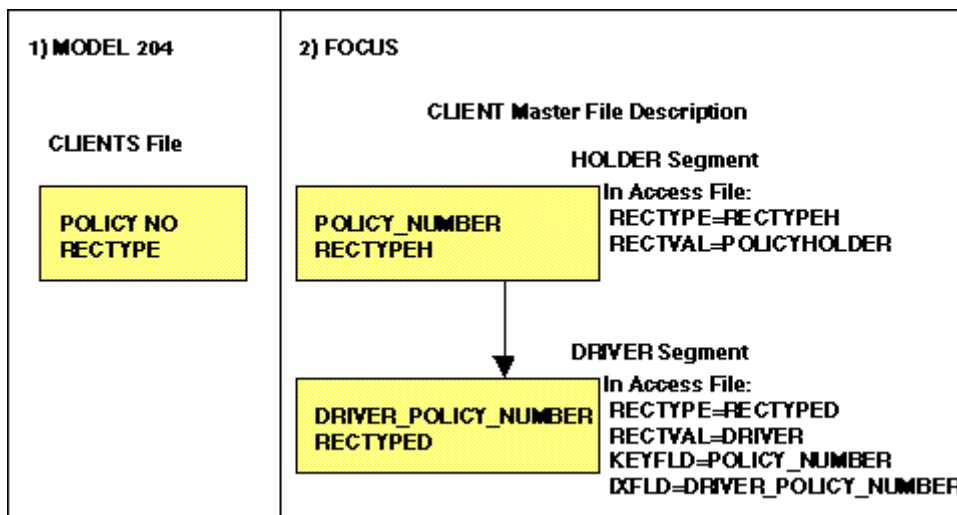 1) MODEL 204
CLIENTS File
POLICY NO
RECTYPE
2) FOCUS
CLIENT Master File Description
HOLDER Segment
In Access File:
RECTYPE=RECTYPEH
RECTVAL=POLICYHOLDER
POLICY_NUMBER
RECTYPEH
DRIVER Segment
In Access File:
RECTYPE=RECTYPED
RECTVAL=DRIVER
KEYFLD=POLICY_NUMBER
IXFLD=DRIVER_POLICY_NUMBER
DRIVER_POLICY_NUMBER
RECTYPED